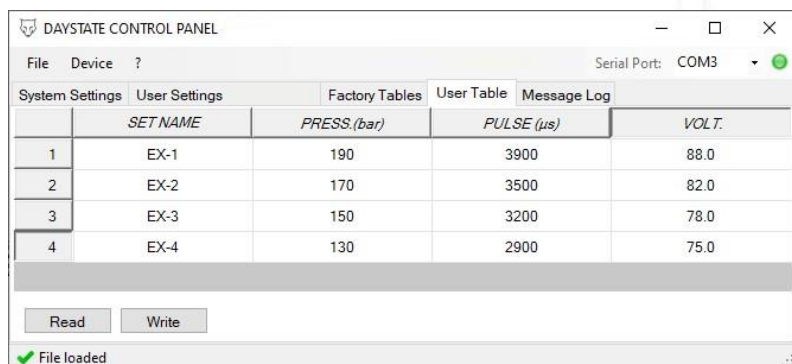 DAYSTATE CONTROL PANEL
File Device ? Serial Port: COM3
System Settings User Settings Factory Tables User Table Message Log
SET NAME PRESS.(bar) PULSE (µs) VOLT.
1 EX-1 190 3900 88.0
2 EX-2 170 3500 82.0
3 EX-3 150 3200 78.0
4 EX-4 130 2900 75.0
Read Write
File loaded